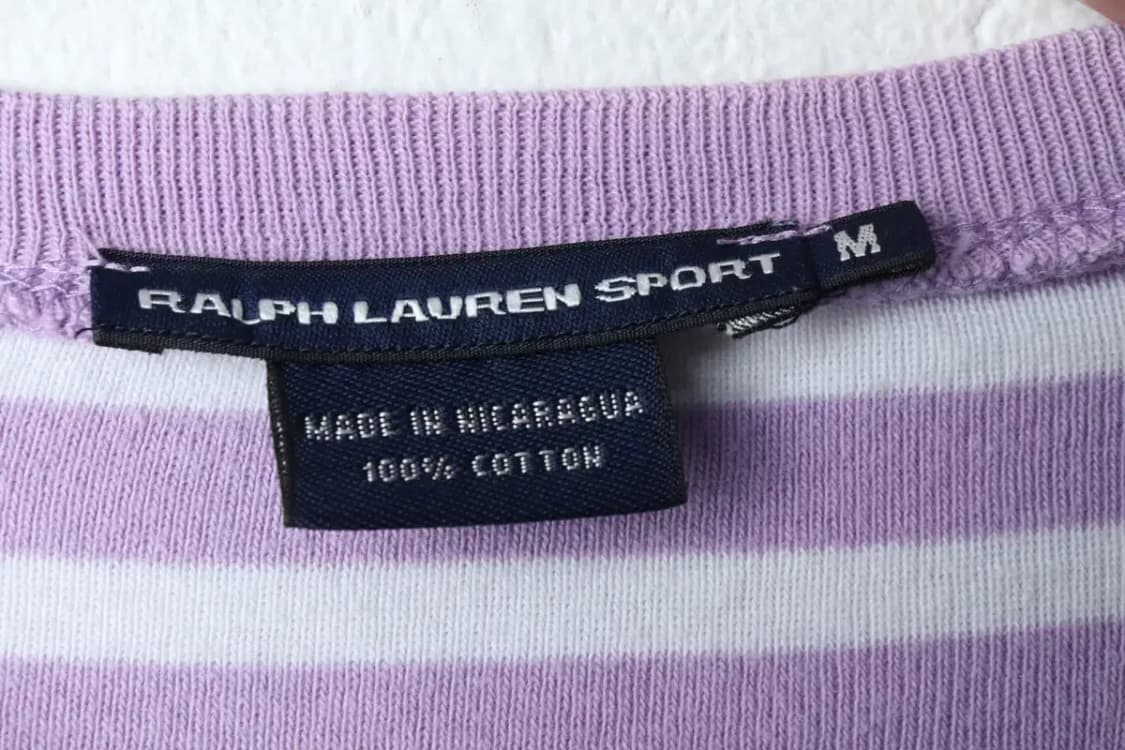 RALPH LAUREN SPORT
M
MADE IN NICARAGUA
100% COTTON